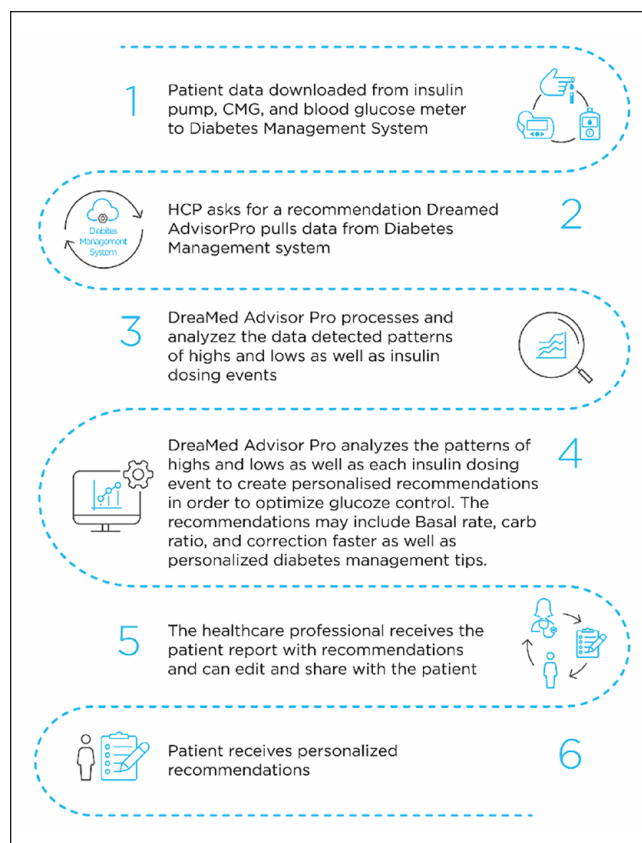 1
Patient data downloaded from insulin
pump, CMG, and blood glucose meter
to Diabetes Management System
Diabites
Management
System
HCP asks for a recommendation Dreamed
AdvisorPro pulls data from Diabetes
Management system
2
3
DreaMed Advisor Pro processes and
analyzez the data detected patterns
of highs and lows as well as insulin
dosing events
DreaMed Advisor Pro analyzes the patterns of
highs and lows as well as each insulin dosing
event to create personalised recommendations
in order to optimize glucoze control. The
recommendations may include Basal rate, carb
ratio, and correction faster as well as
personalized diabetes management tips.
4
5
The healthcare professional receives the
patient report with recommendations
and can edit and share with the patient
Patient receives personalized
recommendations
6